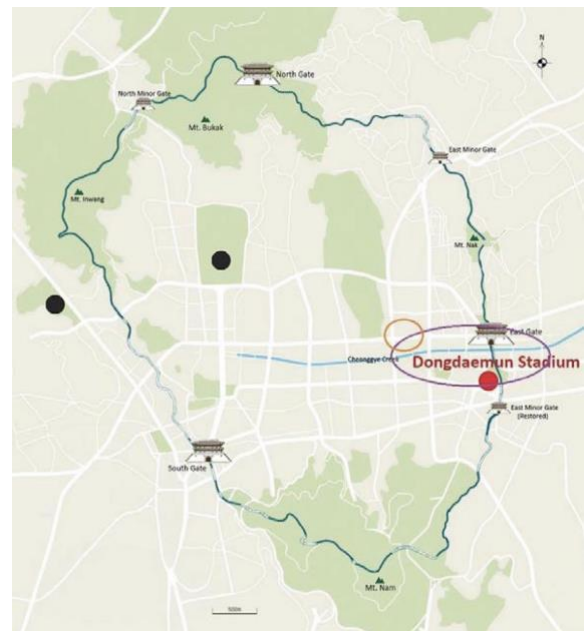 N
North Gate
North Minor Gate
Mt. Bukak
East Minor Gate
Mt. Inwang
Mt. Nak
East Gate
Cheonggye Creek
Dongdaemun Stadium
East Minor Gate
(Restored)
South Gate
Mt. Nam
500m